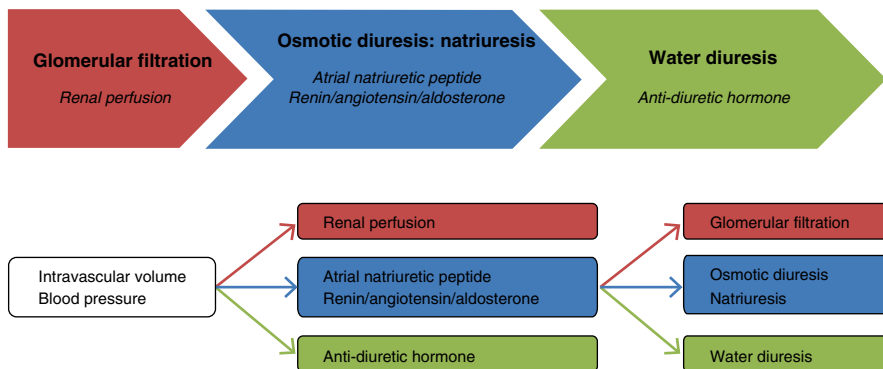 Glomerular filtration
Renal perfusion
Osmotic diuresis: natriuresis
Atrial natriuretic peptide
Renin/angiotensin/aldosterone
Water diuresis
Anti-diuretic hormone
Intravascular volume
Blood pressure
Renal perfusion
Atrial natriuretic peptide
Renin/angiotensin/aldosterone
Anti-diuretic hormone
Glomerular filtration
Osmotic diuresis
Natriuresis
Water diuresis